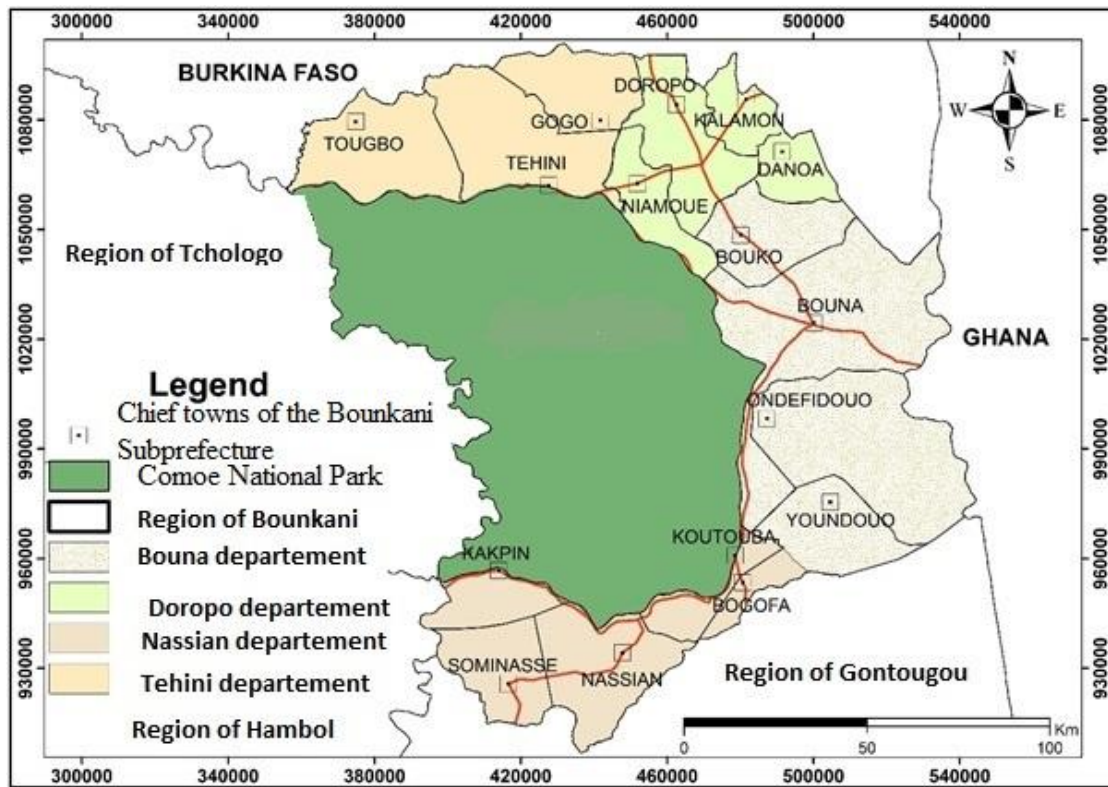 300000 340000 380000 420000 460000 500000 540000
BURKINA FASO
N
W E
S
DOROPO
KALAMON
GOGO
TOUGBO
TEHINI
DANOA
NIAMOUE
BOUKO
Region of Tchologo
BOUNA
GHANA
ONDEFIDOUO
YOUNDOUO
KOUTOUBA
KAKPIN
BOGOFA
SOMINASSE
NASSIAN
Region of Gontougou
Region of Hambol
Legend
Chief towns of the Bounkani
Subprefecture
Comoe National Park
Region of Bounkani
Bouna departement
Doropo departement
Nassian departement
Tehini departement
1080000
1050000
1020000
990000
960000
930000
1080000
1050000
1020000
990000
960000
930000
0 50 100
Km
300000 340000 380000 420000 460000 500000 540000